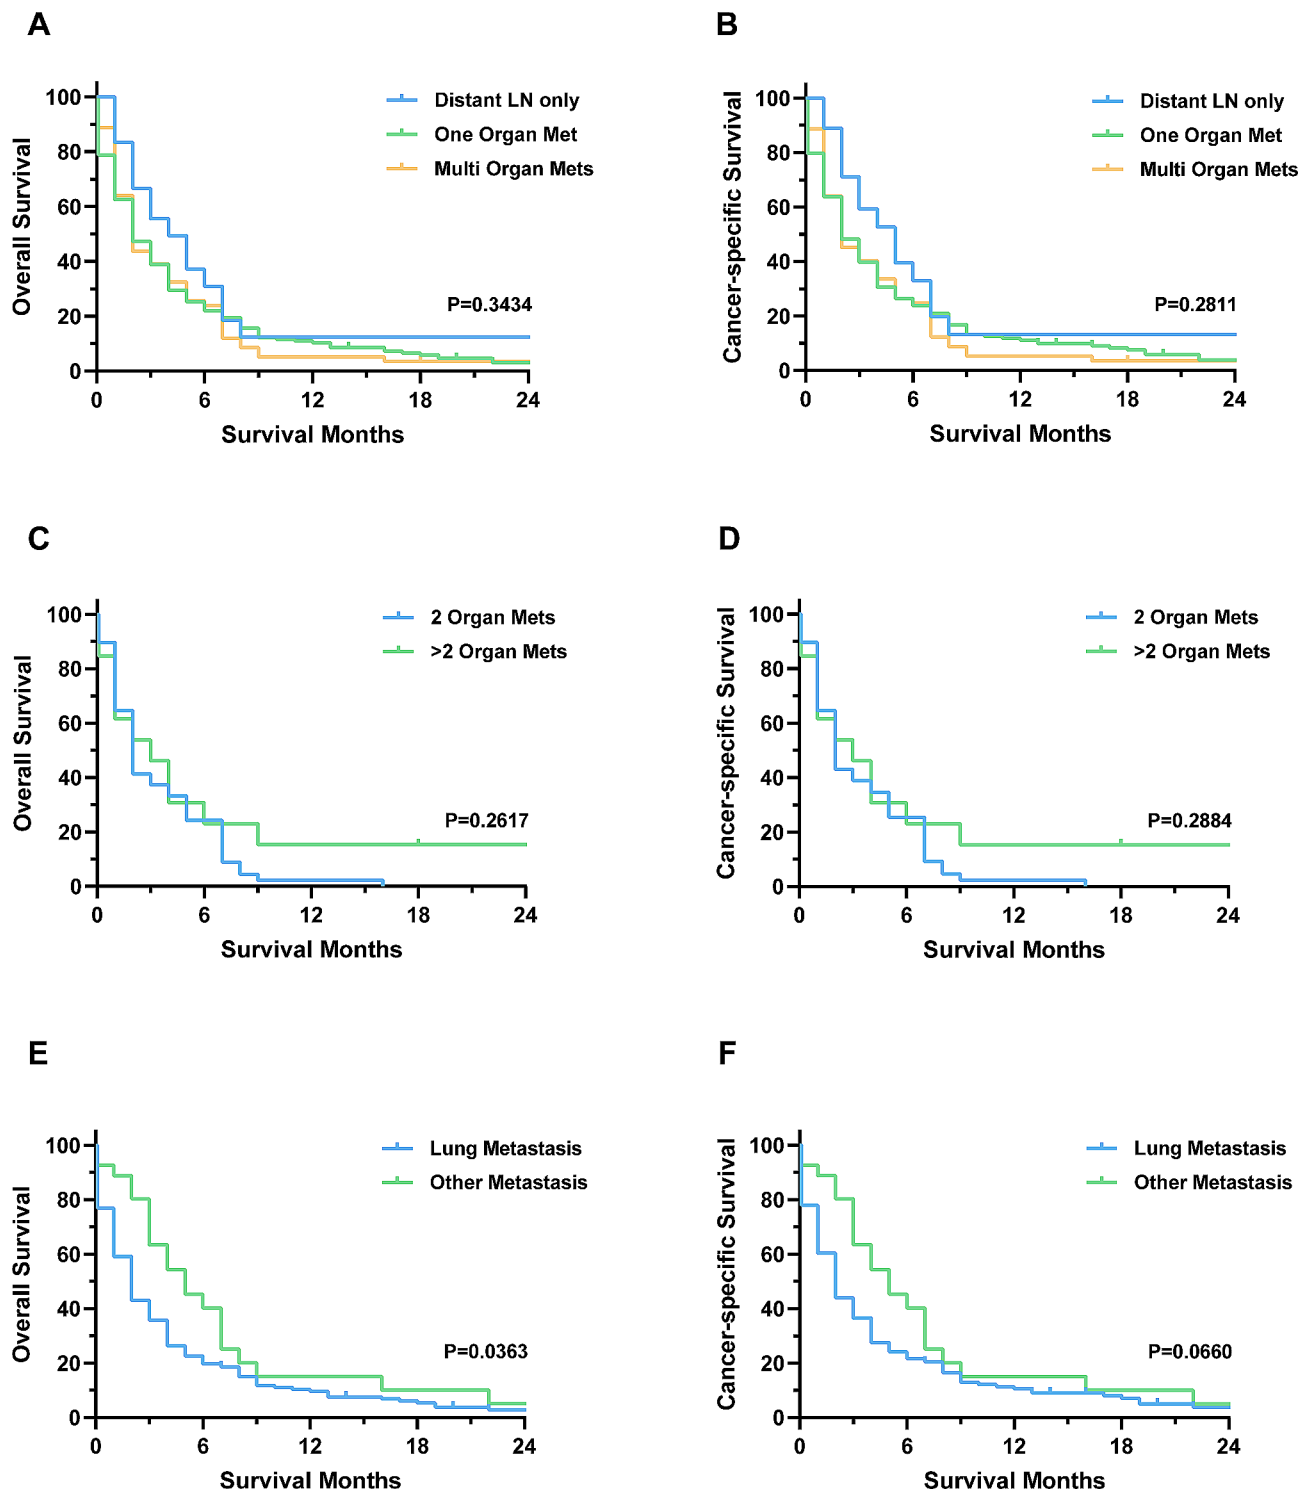 A
Overall Survival
100
80
60
40
20
0
0 6 12 18 24
Survival Months
Distant LN only
One Organ Met
Multi Organ Mets
P=0.3434
B
Cancer-specific Survival
100
80
60
40
20
0
0 6 12 18 24
Survival Months
Distant LN only
One Organ Met
Multi Organ Mets
P=0.2811
C
Overall Survival
100
80
60
40
20
0
0 6 12 18 24
Survival Months
2 Organ Mets
>2 Organ Mets
P=0.2617
D
Cancer-specific Survival
100
80
60
40
20
0
0 6 12 18 24
Survival Months
2 Organ Mets
>2 Organ Mets
P=0.2884
E
Overall Survival
100
80
60
40
20
0
0 6 12 18 24
Survival Months
Lung Metastasis
Other Metastasis
P=0.0363
F
Cancer-specific Survival
100
80
60
40
20
0
0 6 12 18 24
Survival Months
Lung Metastasis
Other Metastasis
P=0.0660